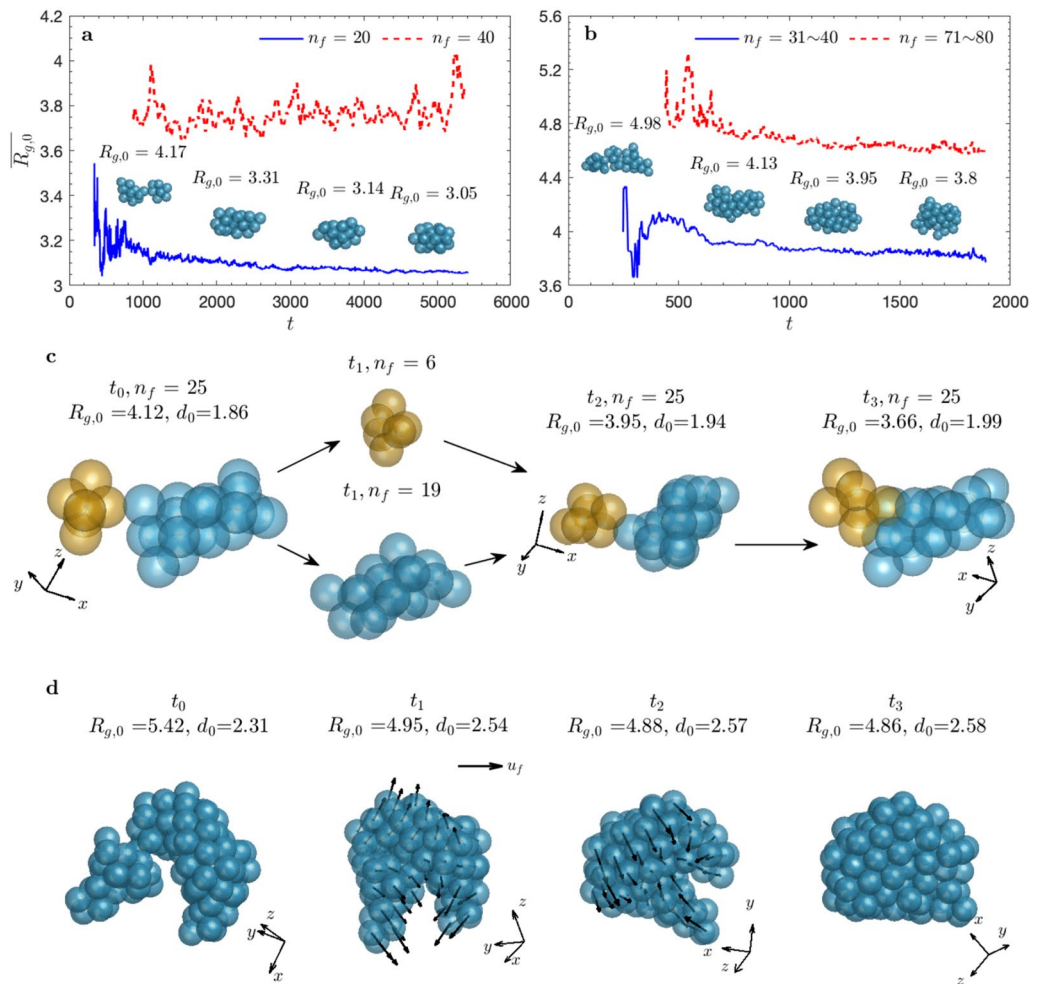 a
n_f = 20
n_f = 40
4.2
4
3.8
3.6
3.4
3.2
3
\overline{R_{g,0}}
R_{g,0} = 4.17
R_{g,0} = 3.31
R_{g,0} = 3.14
R_{g,0} = 3.05
0
1000
2000
3000
4000
5000
6000
t
b
n_f = 31~40
n_f = 71~80
5.6
5.2
4.8
4.4
4
3.6
R_{g,0} = 4.98
R_{g,0} = 4.13
R_{g,0} = 3.95
R_{g,0} = 3.8
0
500
1000
1500
2000
t
c
t_0, n_f = 25
R_{g,0} =4.12, d_0=1.86
z
y
x
t_1, n_f = 6
t_1, n_f = 19
t_2, n_f = 25
R_{g,0} =3.95, d_0=1.94
z
x
y
t_3, n_f = 25
R_{g,0} =3.66, d_0=1.99
z
x
y
d
t_0
R_{g,0} =5.42, d_0=2.31
z
y
x
t_1
R_{g,0} =4.95, d_0=2.54
u_f
z
y
x
t_2
R_{g,0} =4.88, d_0=2.57
y
x
z
t_3
R_{g,0} =4.86, d_0=2.58
x
y
z